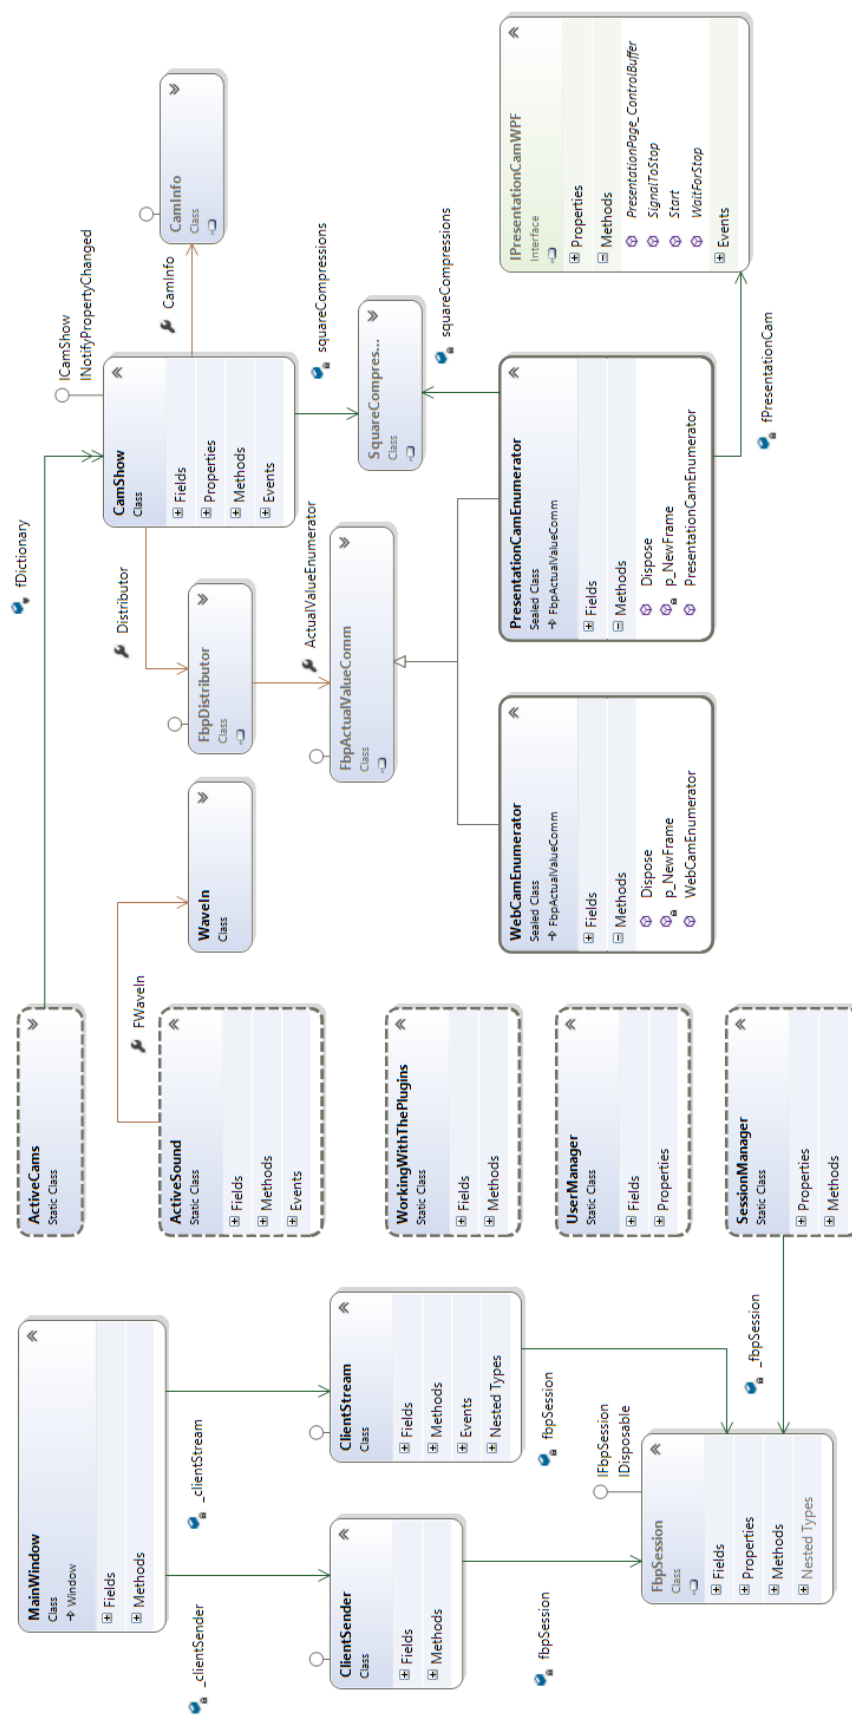 MainWindow
Class
Window
Fields
Methods
_clientSender
_clientStream
ClientSender
Class
Fields
Methods
ClientStream
Class
Fields
Methods
Events
Nested Types
fbpSession
fbpSession
IFbpSession
IDisposable
FbpSession
Class
Fields
Properties
Methods
Nested Types
_fbpSession
ActiveCams
Static Class
ActiveSound
Static Class
Fields
Methods
Events
WorkingWithThePlugins
Static Class
Fields
Methods
UserManager
Static Class
Fields
Properties
SessionManager
Static Class
Properties
Methods
FWaveIn
WaveIn
Class
fDictionary
ICamShow
INotifyPropertyChanged
CamShow
Class
Fields
Properties
Methods
Events
CamInfo
CamInfo
Class
Distributor
FbpDistributor
Class
ActualValueEnumerator
FbpActualValueComm
Class
squareCompressions
SquareCompres...
Class
squareCompressions
WebCamEnumerator
Sealed Class
FbpActualValueComm
Fields
Methods
Dispose
p_NewFrame
WebCamEnumerator
PresentationCamEnumerator
Sealed Class
FbpActualValueComm
Fields
Methods
Dispose
p_NewFrame
PresentationCamEnumerator
fPresentationCam
IPresentationCamWPF
Interface
Properties
Methods
PresentationPage_ControlBuffer
SignalToStop
Start
WaitForStop
Events